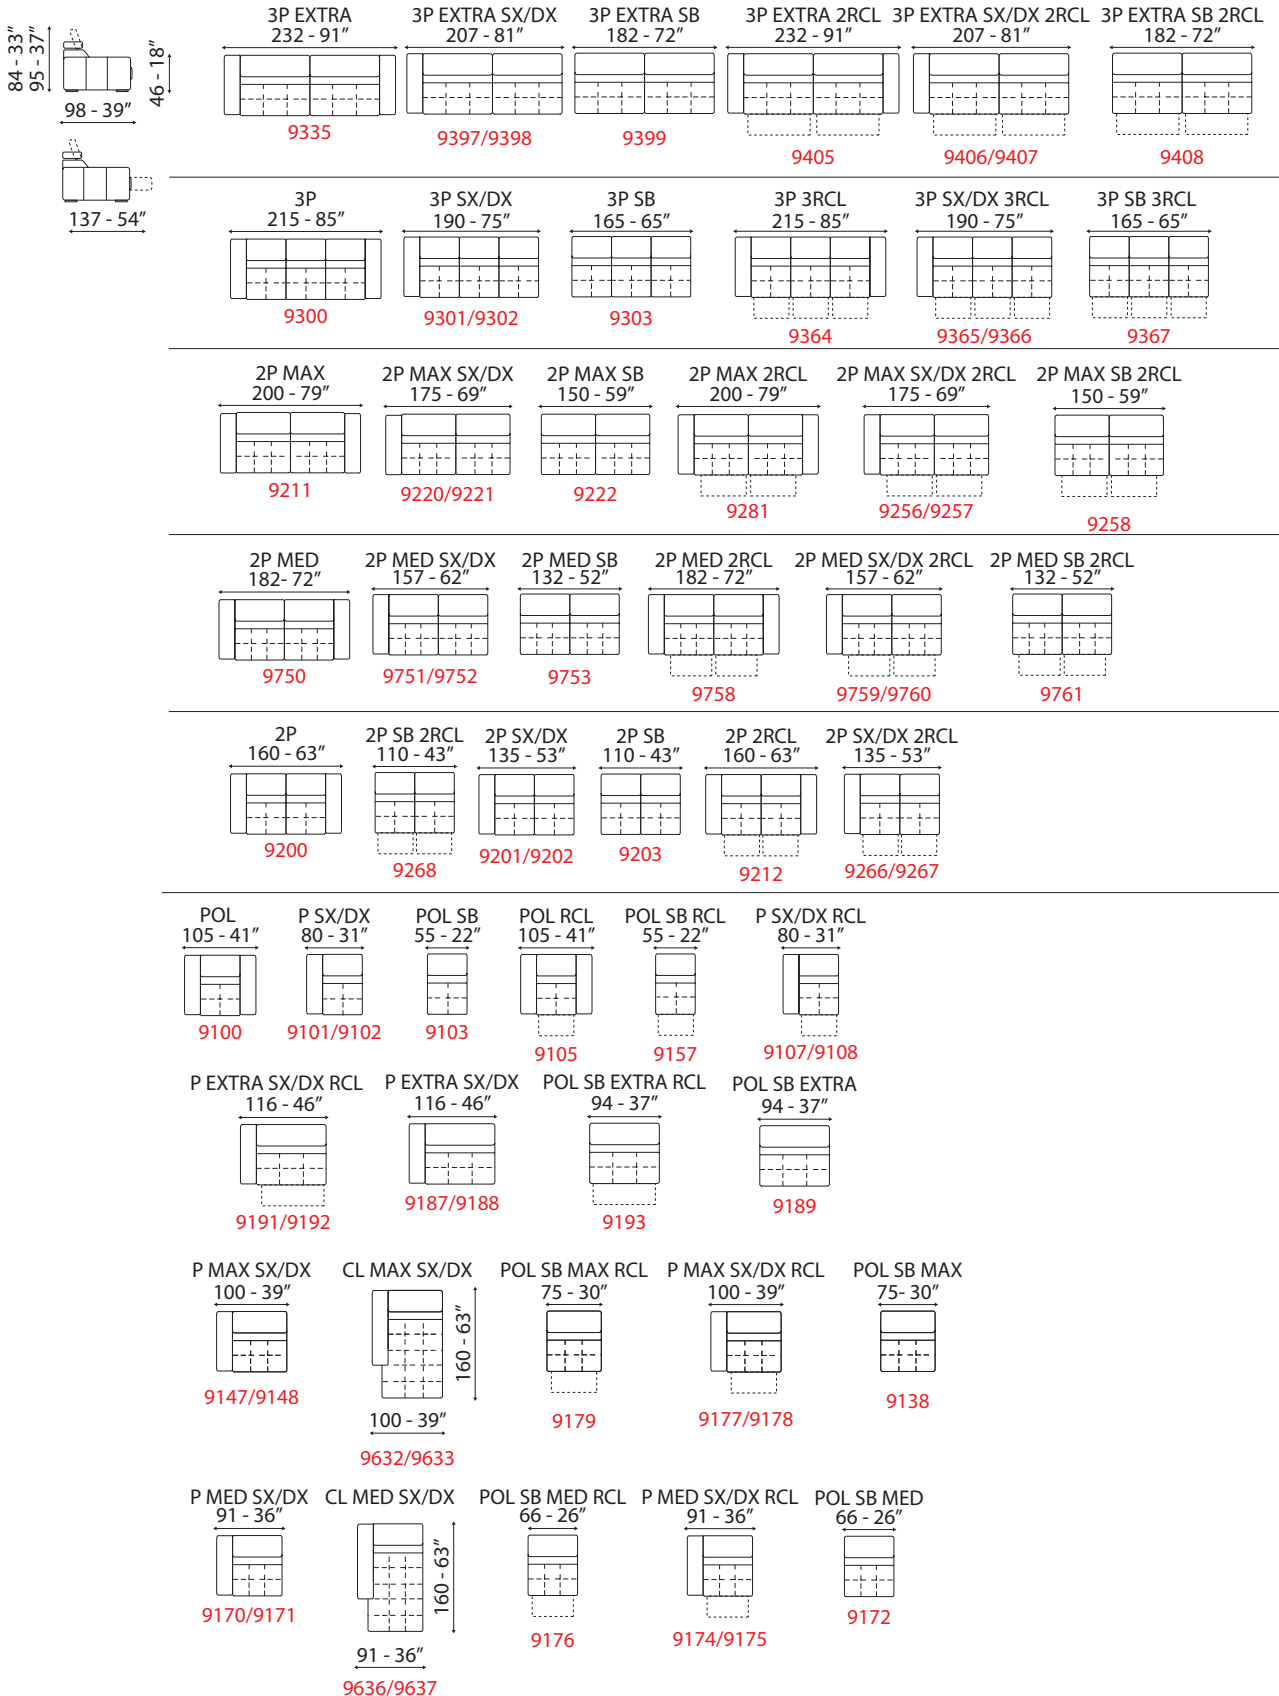 84 - 33”
95 - 37”
46 - 18”
98 - 39”
137 - 54”
3P EXTRA
232 - 91”
9335
3P EXTRA SX/DX
207 - 81”
9397/9398
3P EXTRA SB
182 - 72”
9399
3P EXTRA 2RCL
232 - 91”
9405
3P EXTRA SX/DX 2RCL
207 - 81”
9406/9407
3P EXTRA SB 2RCL
182 - 72”
9408
3P
215 - 85”
9300
3P SX/DX
190 - 75”
9301/9302
3P SB
165 - 65”
9303
3P 3RCL
215 - 85”
9364
3P SX/DX 3RCL
190 - 75”
9365/9366
3P SB 3RCL
165 - 65”
9367
2P MAX
200 - 79”
9211
2P MAX SX/DX
175 - 69”
9220/9221
2P MAX SB
150 - 59”
9222
2P MAX 2RCL
200 - 79”
9281
2P MAX SX/DX 2RCL
175 - 69”
9256/9257
2P MAX SB 2RCL
150 - 59”
9258
2P MED
182- 72”
9750
2P MED SX/DX
157 - 62”
9751/9752
2P MED SB
132 - 52”
9753
2P MED 2RCL
182 - 72”
9758
2P MED SX/DX 2RCL
157 - 62”
9759/9760
2P MED SB 2RCL
132 - 52”
9761
2P
160 - 63”
9200
2P SB 2RCL
110 - 43”
9268
2P SX/DX
135 - 53”
9201/9202
2P SB
110 - 43”
9203
2P 2RCL
160 - 63”
9212
2P SX/DX 2RCL
135 - 53”
9266/9267
POL
105 - 41”
9100
P SX/DX
80 - 31”
9101/9102
POL SB
55 - 22”
9103
POL RCL
105 - 41”
9105
POL SB RCL
55 - 22”
9157
P SX/DX RCL
80 - 31”
9107/9108
P EXTRA SX/DX RCL
116 - 46”
9191/9192
P EXTRA SX/DX
116 - 46”
9187/9188
POL SB EXTRA RCL
94 - 37”
9193
POL SB EXTRA
94 - 37”
9189
P MAX SX/DX
100 - 39”
9147/9148
CL MAX SX/DX
160 - 63”
100 - 39”
9632/9633
POL SB MAX RCL
75 - 30”
9179
P MAX SX/DX RCL
100 - 39”
9177/9178
POL SB MAX
75- 30”
9138
P MED SX/DX
91 - 36”
9170/9171
CL MED SX/DX
160 - 63”
91 - 36”
9636/9637
POL SB MED RCL
66 - 26”
9176
P MED SX/DX RCL
91 - 36”
9174/9175
POL SB MED
66 - 26”
9172